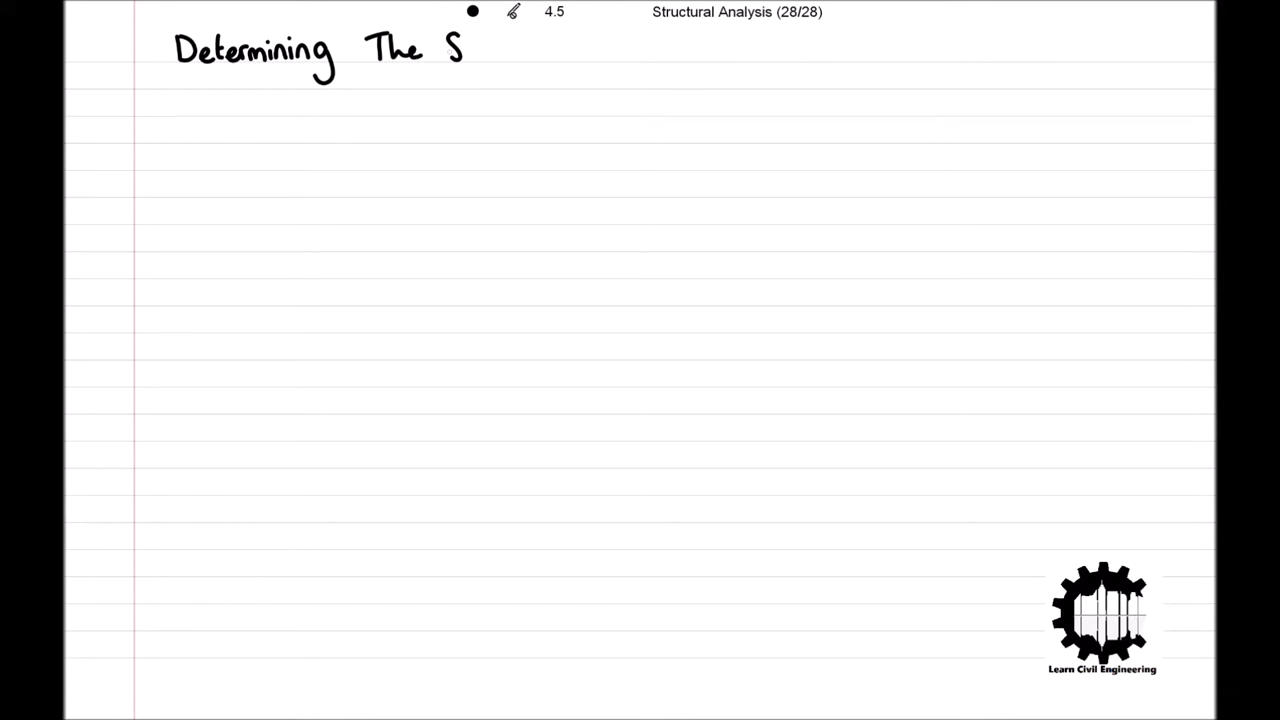 4.5 Structural Analysis (28/28)
Determining The S
Learn Civil Engineering